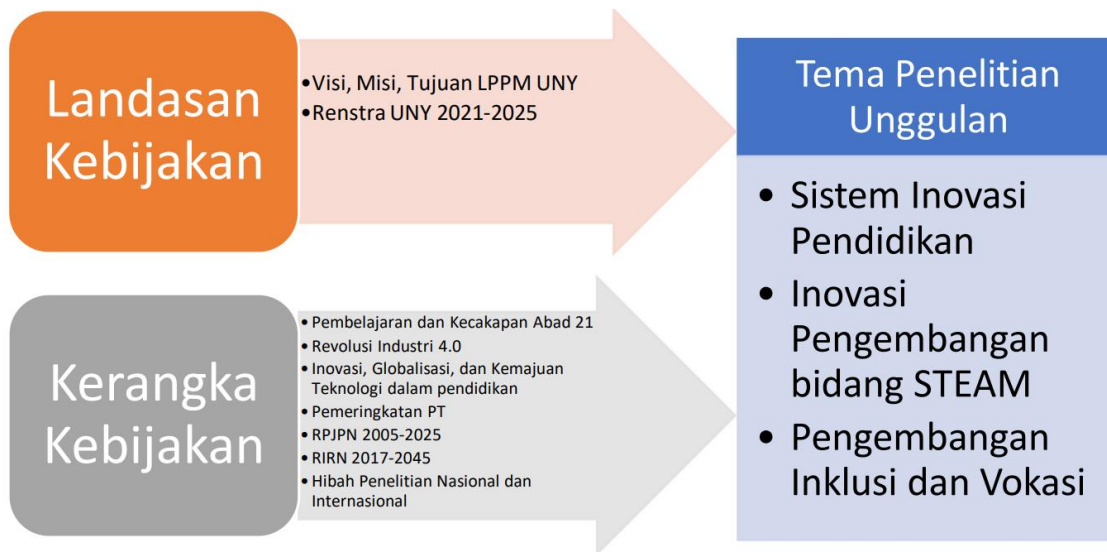 Landasan
Kebijakan
•Visi, Misi, Tujuan LPPM UNY
•Renstra UNY 2021-2025
Kerangka
Kebijakan
•Pembelajaran dan Kecakapan Abad 21
•Revolusi Industri 4.0
•Inovasi, Globalisasi, dan Kemajuan
Teknologi dalam pendidikan
•Pemeringkatan PT
•RPJPN 2005-2025
•RIRN 2017-2045
•Hibah Penelitian Nasional dan
Internasional
Tema Penelitian
Unggulan
• Sistem Inovasi
Pendidikan
• Inovasi
Pengembangan
bidang STEAM
• Pengembangan
Inklusi dan Vokasi